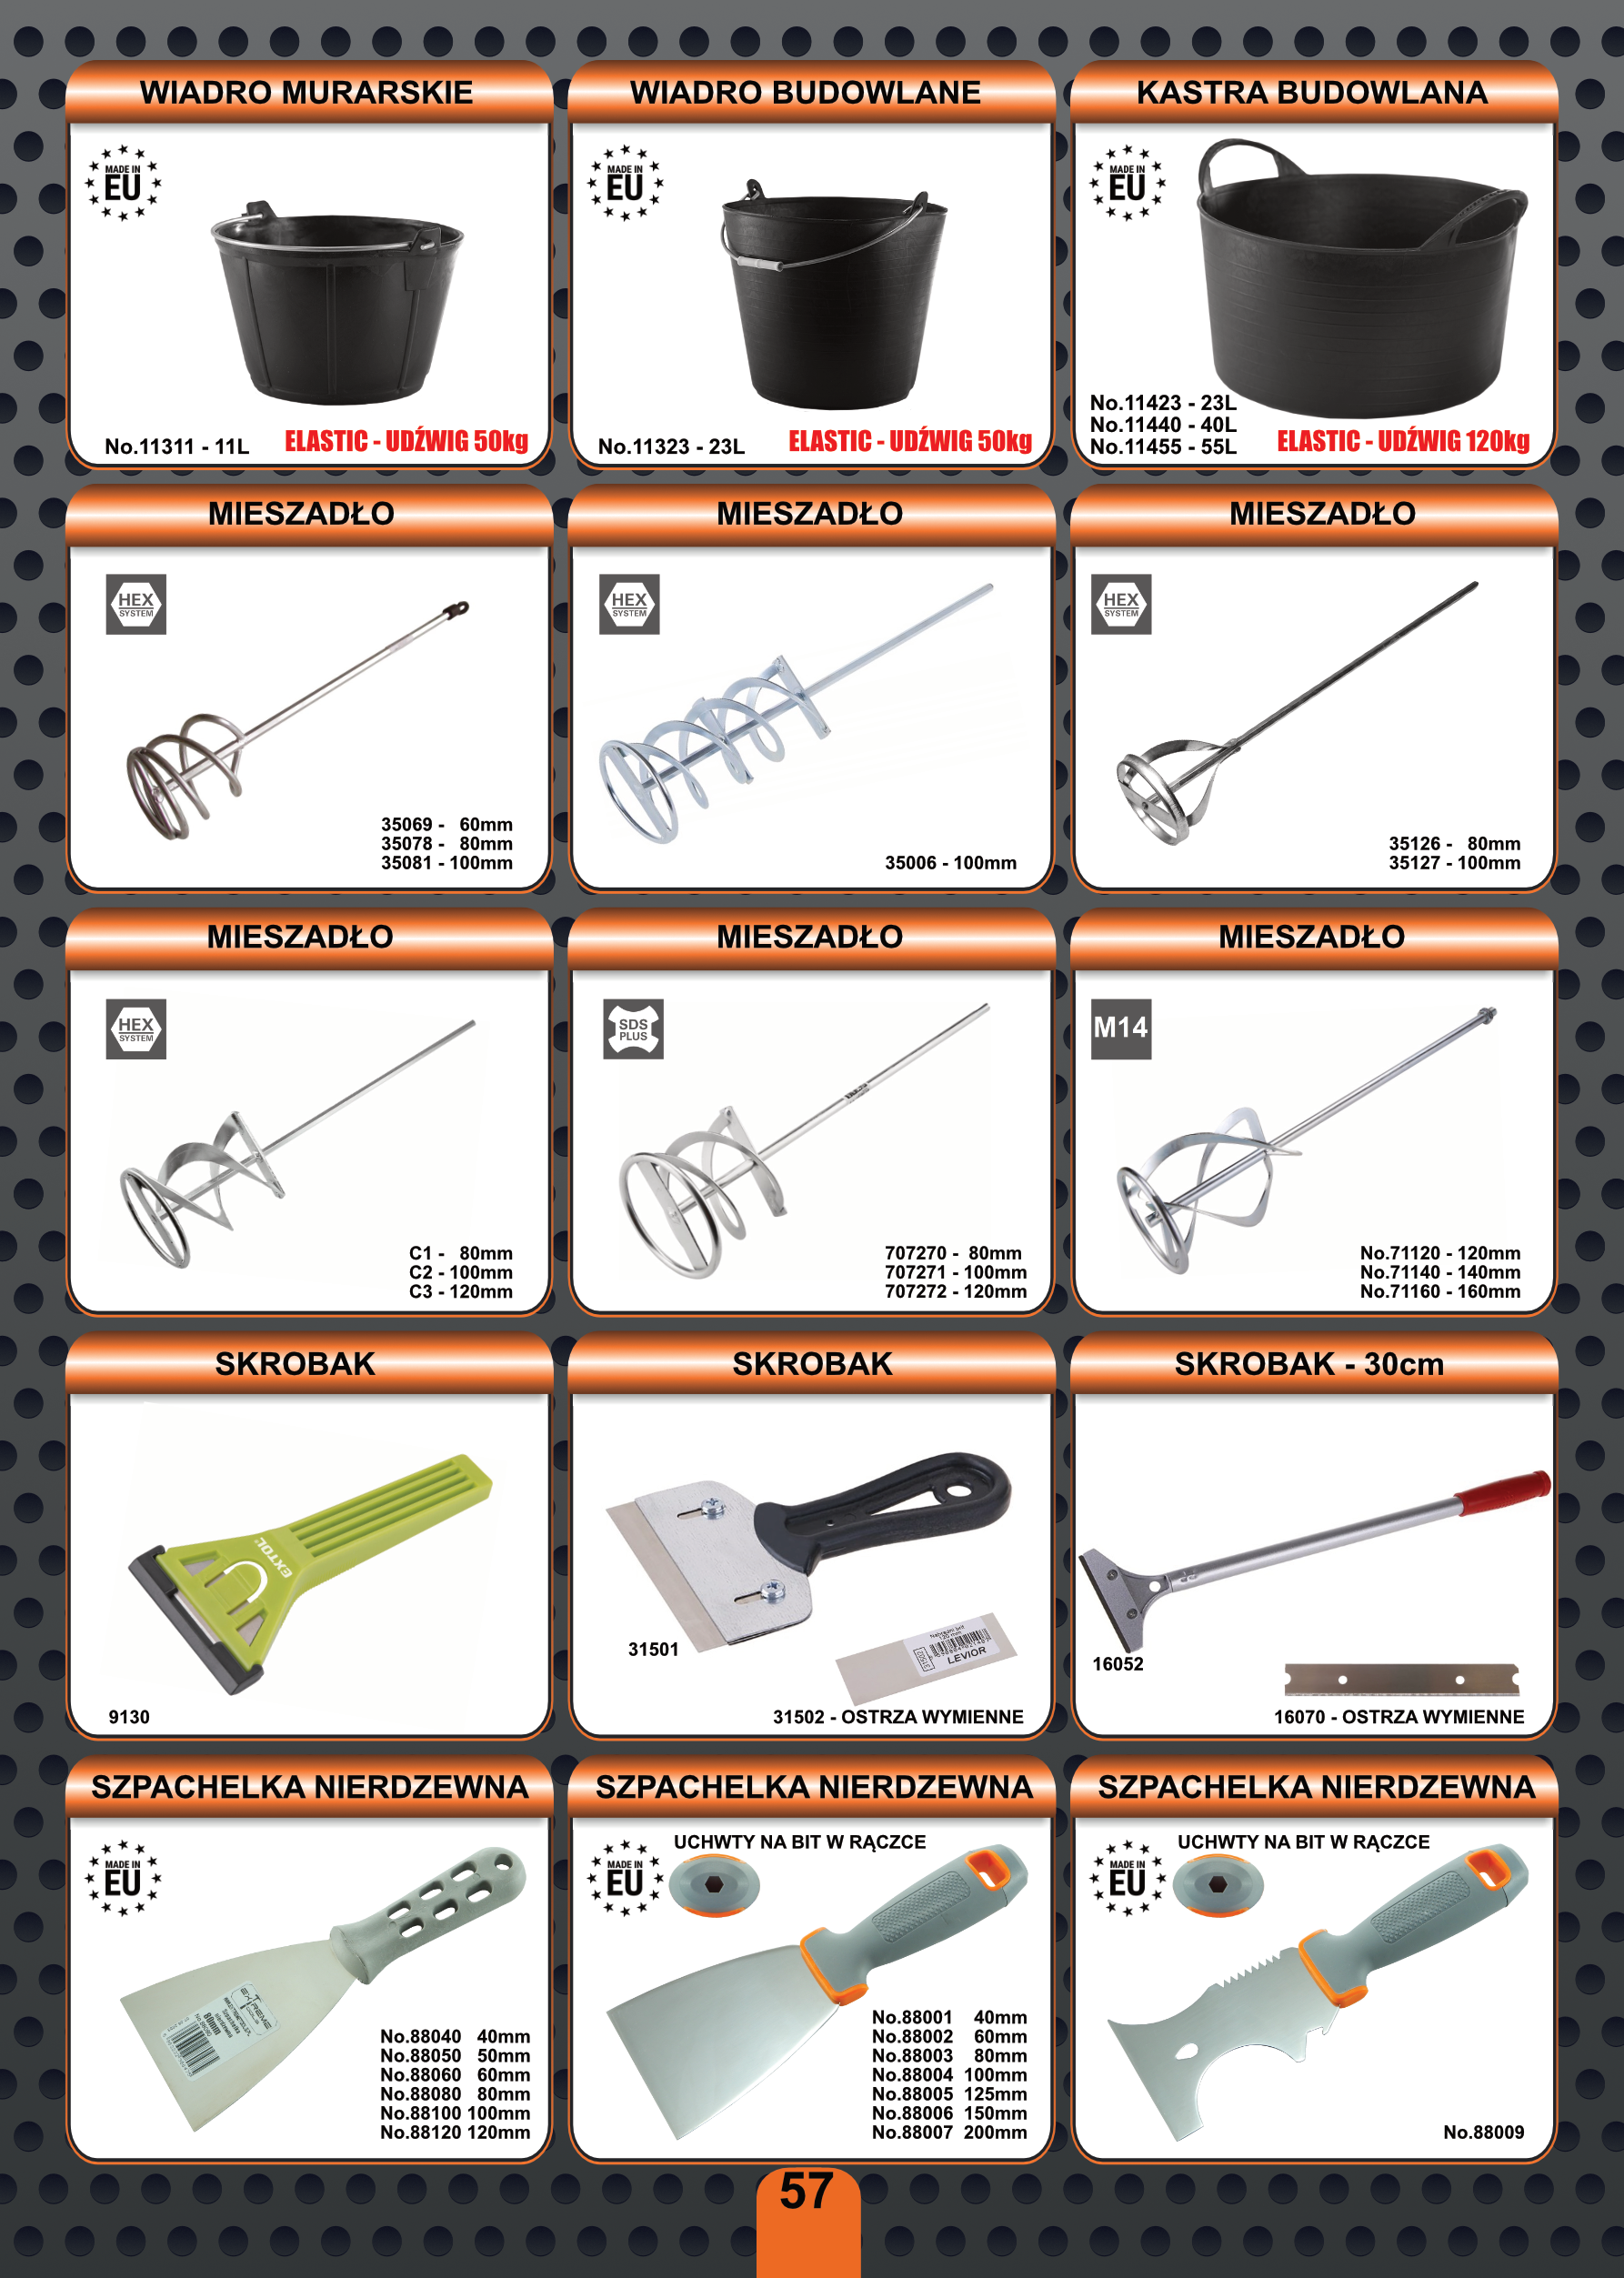 WIADRO MURARSKIE
MADE IN
EU
No.11311 - 11L
ELASTIC - UDŹWIG 50kg
WIADRO BUDOWLANE
MADE IN
EU
No.11323 - 23L
ELASTIC - UDŹWIG 50kg
KASTRA BUDOWLANA
MADE IN
EU
No.11423 - 23L
No.11440 - 40L
No.11455 - 55L
ELASTIC - UDŹWIG 120kg
MIESZADŁO
HEX
SYSTEM
35069 - 60mm
35078 - 80mm
35081 - 100mm
MIESZADŁO
HEX
SYSTEM
35006 - 100mm
MIESZADŁO
HEX
SYSTEM
35126 - 80mm
35127 - 100mm
MIESZADŁO
HEX
SYSTEM
C1 - 80mm
C2 - 100mm
C3 - 120mm
MIESZADŁO
SDS
PLUS
707270 - 80mm
707271 - 100mm
707272 - 120mm
MIESZADŁO
M14
No.71120 - 120mm
No.71140 - 140mm
No.71160 - 160mm
SKROBAK
EXTOL
9130
SKROBAK
31501
31502
LEVIOR
31502 - OSTRZA WYMIENNE
SKROBAK - 30cm
16052
16070 - OSTRZA WYMIENNE
SZPACHELKA NIERDZEWNA
MADE IN
EU
EXTREME
TOOLS
80mm
No.88040 40mm
No.88050 50mm
No.88060 60mm
No.88080 80mm
No.88100 100mm
No.88120 120mm
SZPACHELKA NIERDZEWNA
MADE IN
EU
UCHWTY NA BIT W RĄCZCE
No.88001 40mm
No.88002 60mm
No.88003 80mm
No.88004 100mm
No.88005 125mm
No.88006 150mm
No.88007 200mm
SZPACHELKA NIERDZEWNA
MADE IN
EU
UCHWTY NA BIT W RĄCZCE
No.88009
57